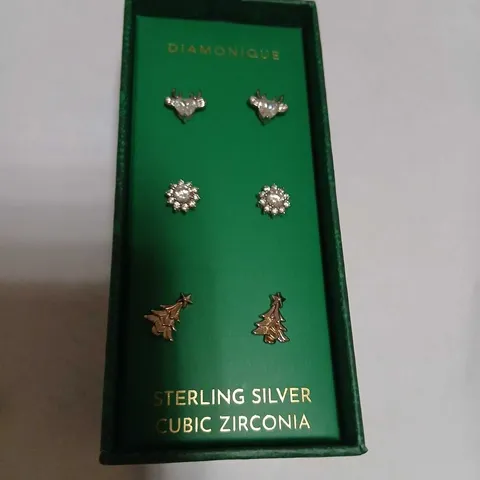 DIAMONIQUE
STERLING SILVER
CUBIC ZIRCONIA